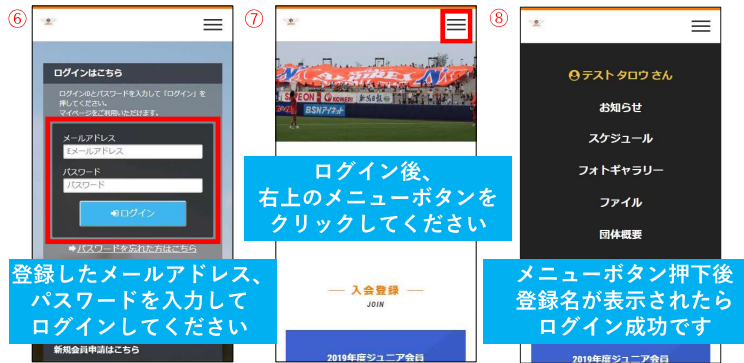 ⑥
ログインはこちら
ログインIDとパスワードを入力して「ログイン」を
押してください。
マイページをご利用いただけます。
メールアドレス
Eメールアドレス
パスワード
パスワード
ログイン
パスワードを忘れた方はこちら
登録したメールアドレス、
パスワードを入力して
ログインしてください
新規会員申請はこちら
⑦
ALBIREX NI
KOMERI
BSNアイネット
ログイン後、
右上のメニューボタンを
クリックしてください
入会登録
JOIN
2019年度ジュニア会員
⑧
テスト タロウ さん
お知らせ
スケジュール
フォトギャラリー
ファイル
団体概要
メニューボタン押下後
登録名が表示されたら
ログイン成功です
2019年度ジュニア会員